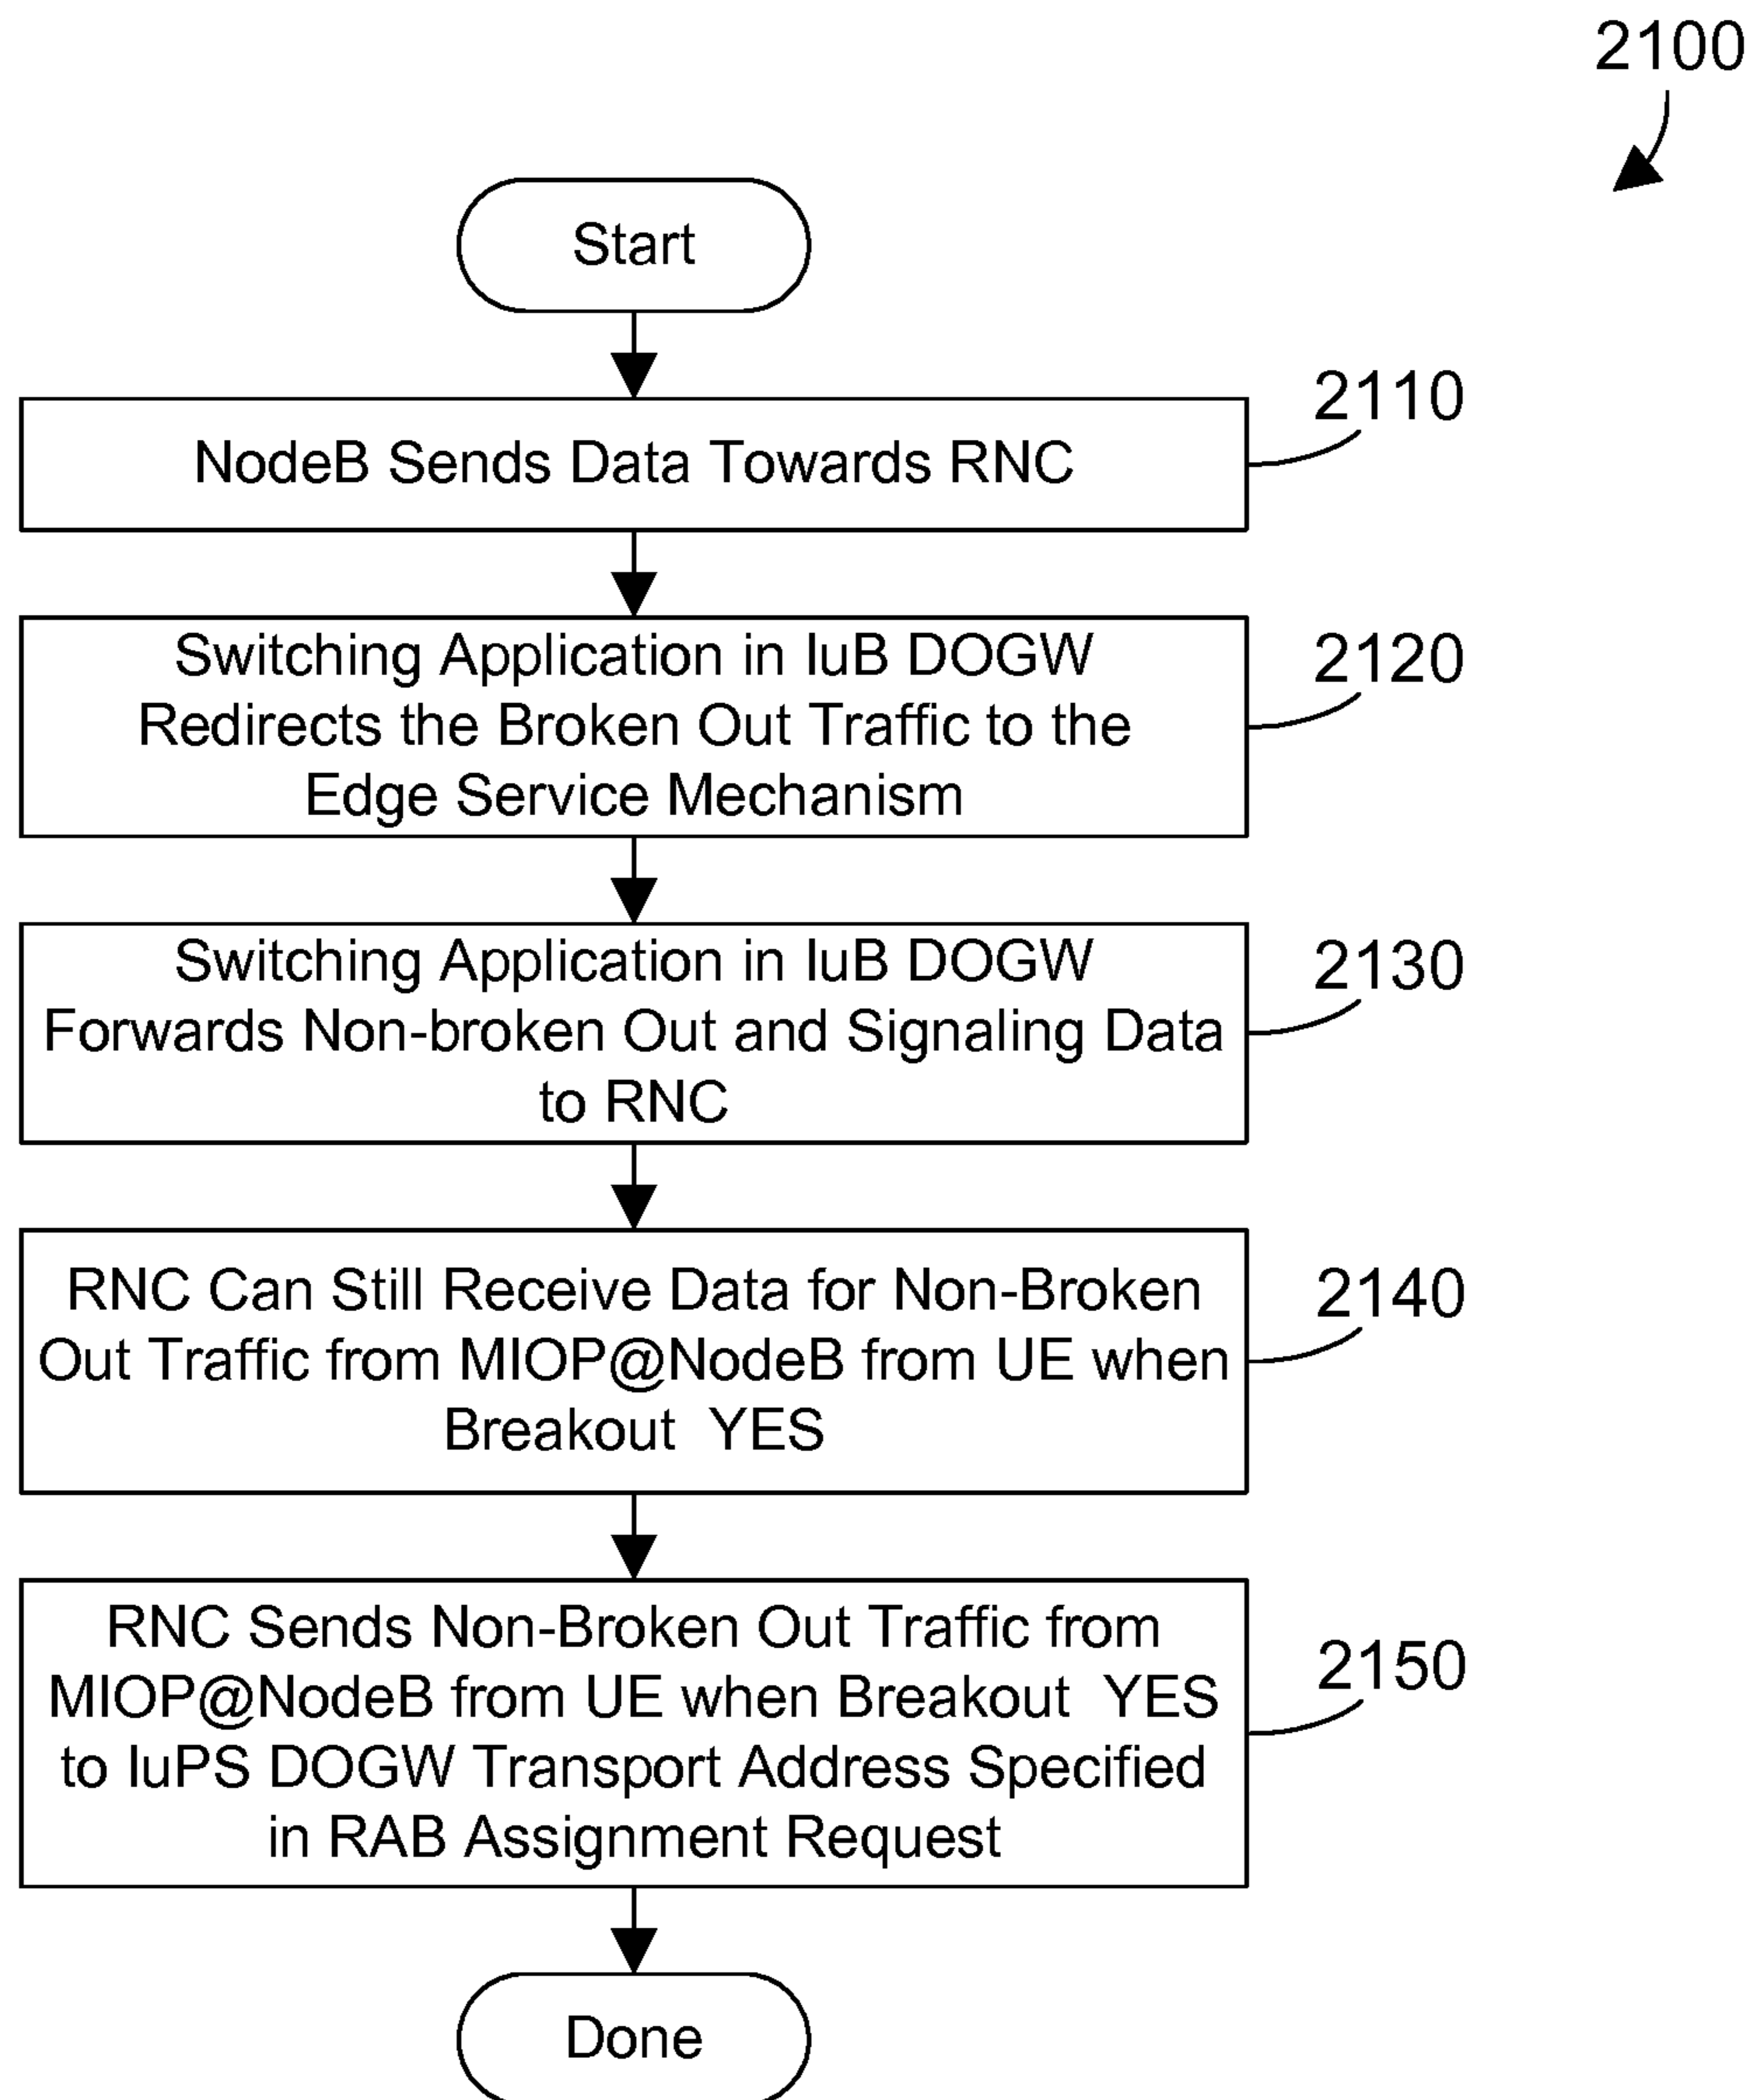 2100
Start
2110
NodeB Sends Data Towards RNC
2120
Switching Application in IuB DOGW
Redirects the Broken Out Traffic to the
Edge Service Mechanism
2130
Switching Application in IuB DOGW
Forwards Non-broken Out and Signaling Data
to RNC
2140
RNC Can Still Receive Data for Non-Broken
Out Traffic from MIOP@NodeB from UE when
Breakout YES
2150
RNC Sends Non-Broken Out Traffic from
MIOP@NodeB from UE when Breakout YES
to IuPS DOGW Transport Address Specified
in RAB Assignment Request
Done